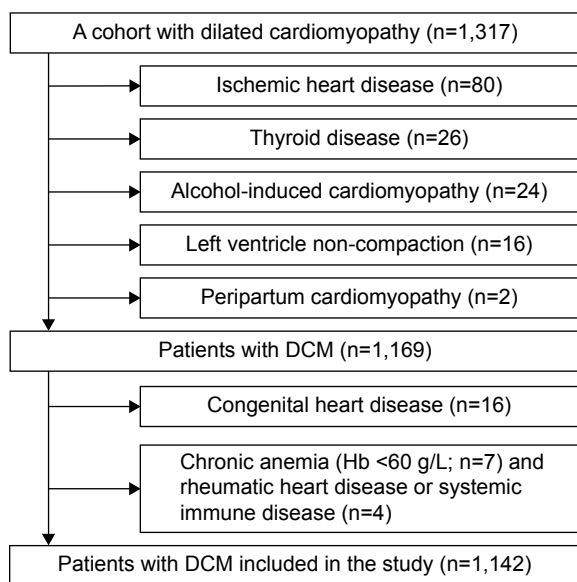 A cohort with dilated cardiomyopathy (n=1,317)
Ischemic heart disease (n=80)
Thyroid disease (n=26)
Alcohol-induced cardiomyopathy (n=24)
Left ventricle non-compaction (n=16)
Peripartum cardiomyopathy (n=2)
Patients with DCM (n=1,169)
Congenital heart disease (n=16)
Chronic anemia (Hb <60 g/L; n=7) and
rheumatic heart disease or systemic
immune disease
(n=4)
Patients with DCM included in the study (n=1,142)